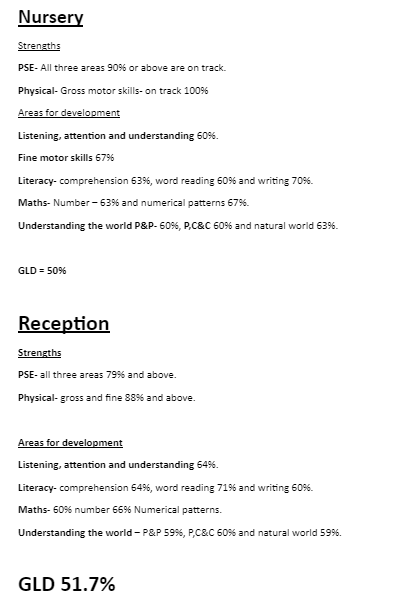 Nursery
Strengths
PSE- All three areas 90% or above are on track.
Physical- Gross motor skills- on track 100%
Areas for development
Listening, attention and understanding 60%.
Fine motor skills 67%
Literacy- comprehension 63%, word reading 60% and writing 70%.
Maths- Number – 63% and numerical patterns 67%.
Understanding the world P&P- 60%, P,C&C 60% and natural world 63%.
GLD = 50%
Reception
Strengths
PSE- all three areas 79% and above.
Physical- gross and fine 88% and above.
Areas for development
Listening, attention and understanding 64%.
Literacy- comprehension 64%, word reading 71% and writing 60%.
Maths- 60% number 66% Numerical patterns.
Understanding the world – P&P 59%, P,C&C 60% and natural world 59%.
GLD 51.7%